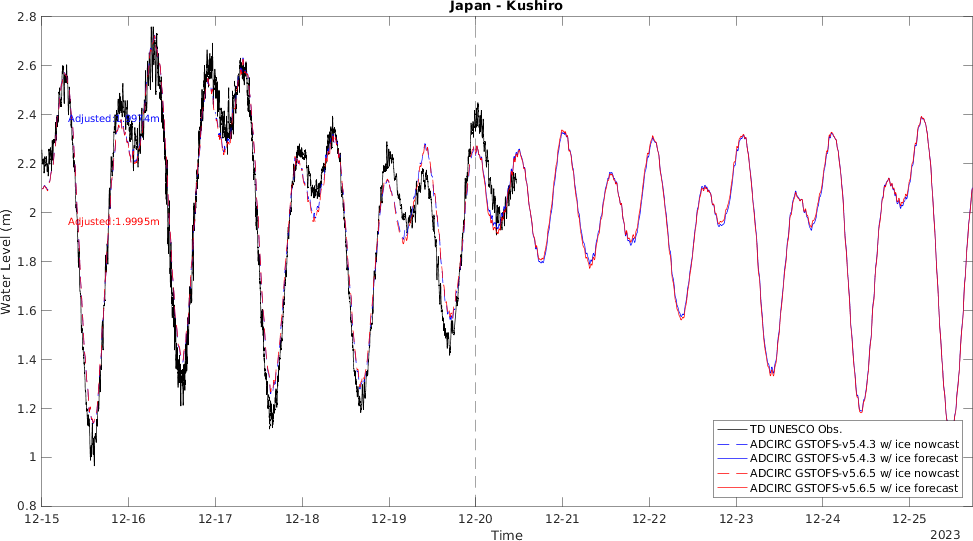 Japan - Kushiro
2.8
2.6
2.4
2.2
2
1.8
1.6
1.4
1.2
1
0.8
Water Level (m)
Adjusted:1.9974m
Adjusted:1.9995m
TD UNESCO Obs.
ADCIRC GSTOFS-v5.4.3 w/ ice nowcast
ADCIRC GSTOFS-v5.4.3 w/ ice forecast
ADCIRC GSTOFS-v5.6.5 w/ ice nowcast
ADCIRC GSTOFS-v5.6.5 w/ ice forecast
12-15 12-16 12-17 12-18 12-19 12-20 12-21 12-22 12-23 12-24 12-25
Time
2023